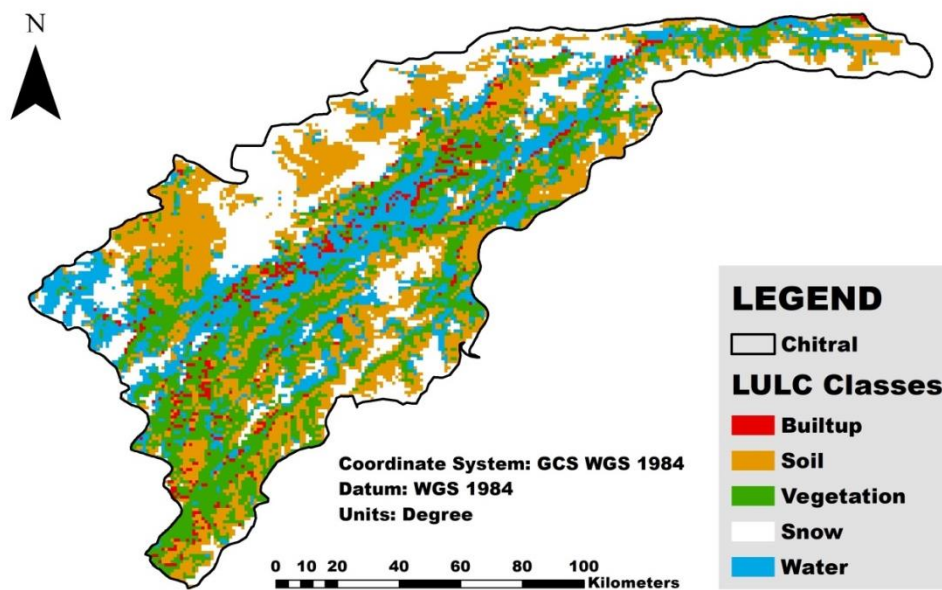 N
LEGEND
Chitral
LULC Classes
Builtup
Soil
Vegetation
Snow
Water
Coordinate System: GCS WGS 1984
Datum: WGS 1984
Units: Degree
0 20 40 60 80 100
Kilometers